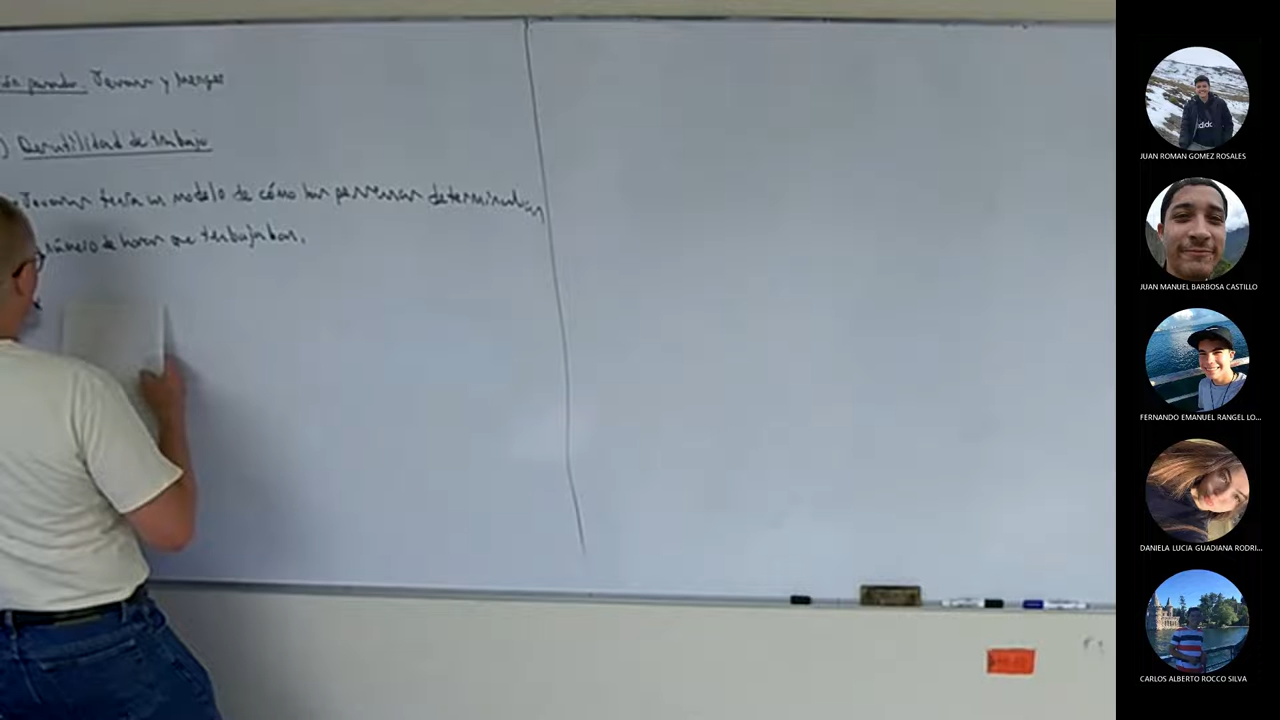 ión pasada. Jevons y Menger
) Desutilidad de trabajo
Jevons tenía un modelo de cómo las personas determinaban
número de horas que trabajaban.
JUAN ROMAN GOMEZ ROSALES
JUAN MANUEL BARBOSA CASTILLO
FERNANDO EMANUEL RANGEL LO...
DANIELA LUCIA GUADIANA RODRI...
CARLOS ALBERTO ROCCO SILVA